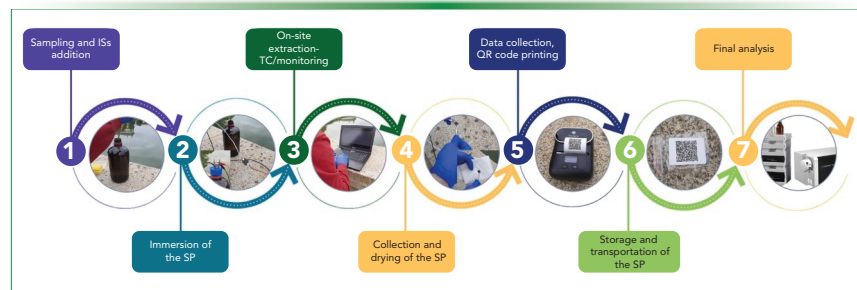 Sampling and ISs
addition
1
Immersion of
the SP
2
On-site
extraction-
TC/monitoring
3
Collection and
drying of the SP
4
Data collection,
QR code printing
5
Storage and
transportation of
the SP
6
Final analysis
7